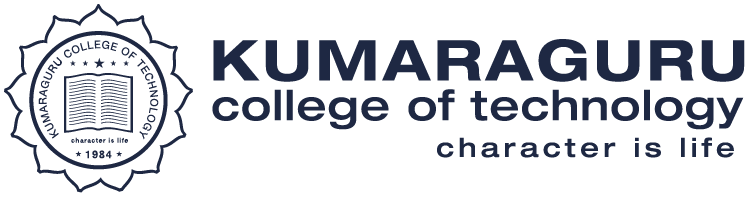 KUMARAGURU COLLEGE OF TECHNOLOGY
character is life
★ 1984 ★
KUMARAGURU
college of technology
character is life